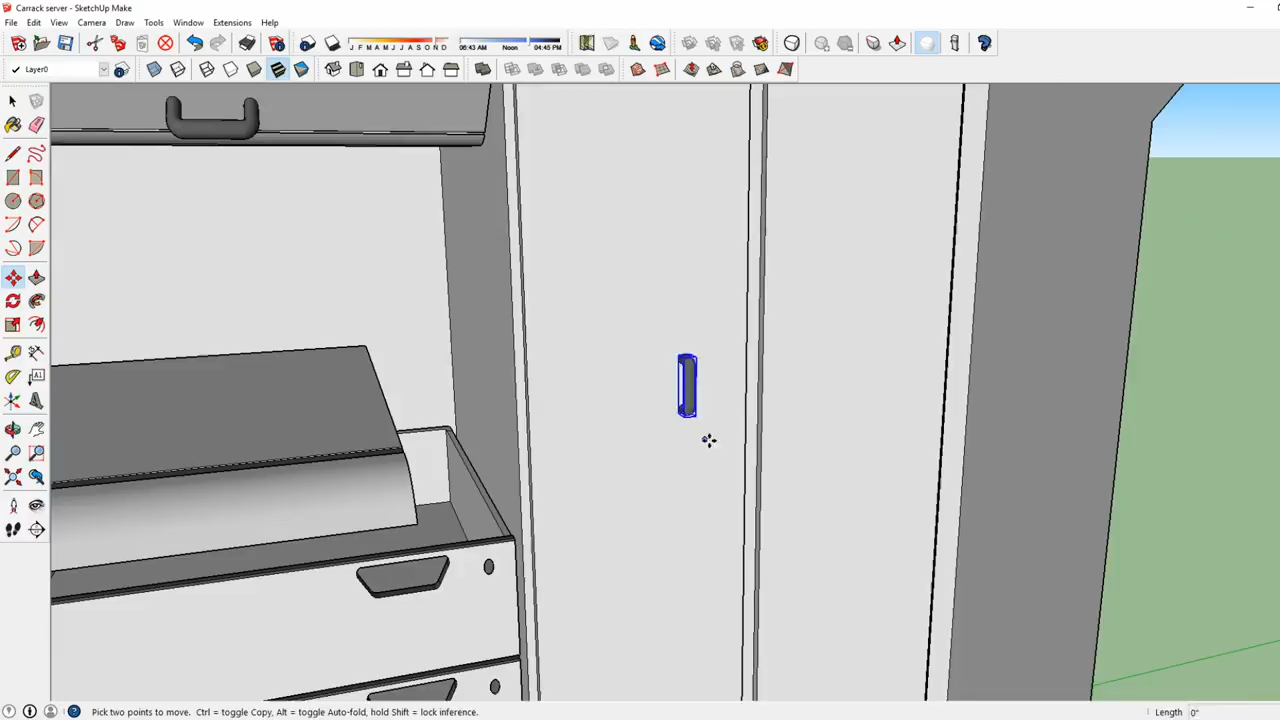 Carrack server - SketchUp Make
File Edit View Camera Draw Tools Window Extensions Help
J F M A M J J A S O N D
06:43 AM Noon 04:45 PM
Layer0
A1
Pick two points to move. Ctrl = toggle Copy, Alt = toggle Auto-fold, hold Shift = lock inference.
Length 0"